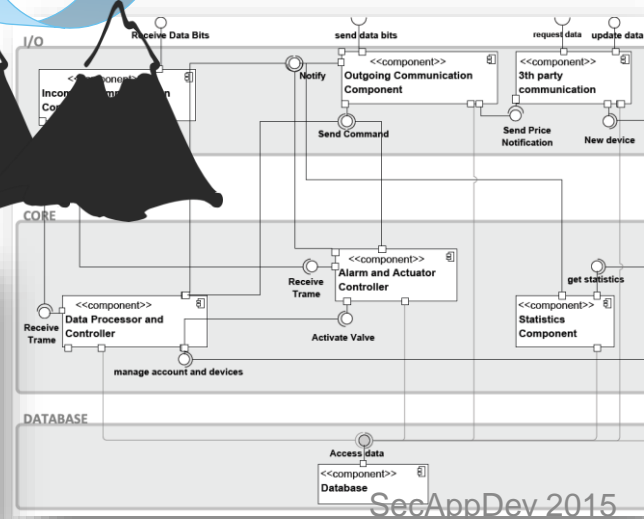 Receive Data Bits
send data bits
request data
update data
I/O
<<component>>
Outgoing Communication
Component
<<component>>
3th party
communication
Notify
Send Command
Send Price
Notification
New device
CORE
<<component>>
Alarm and Actuator
Controller
Receive
Trame
get statistics
<<component>>
Data Processor and
Controller
<<component>>
Statistics
Component
Receive
Trame
Activate Valve
manage account and devices
DATABASE
Access data
<<component>>
Database
SecAppDev 2015